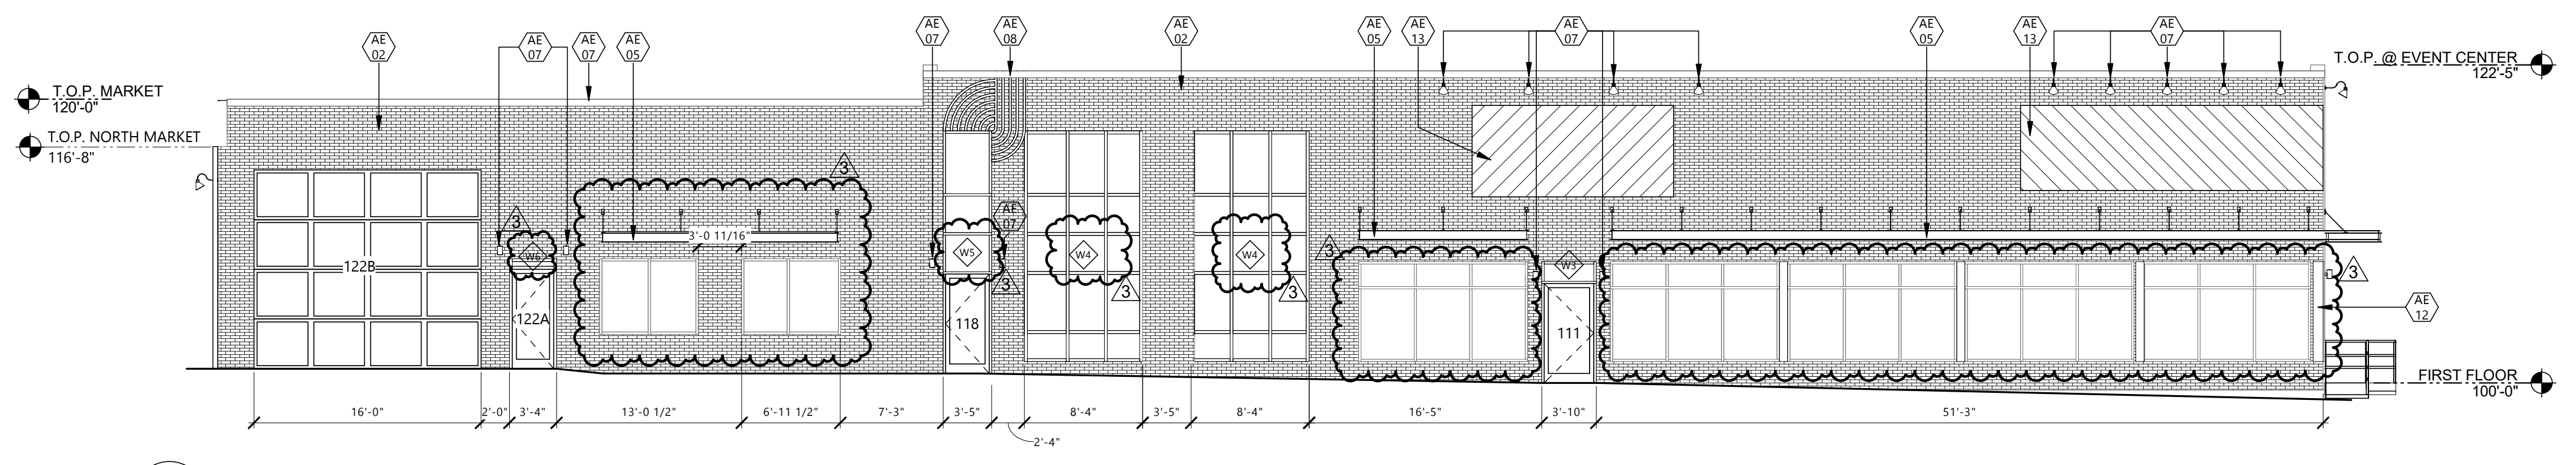 AE
02
AE
07
AE
07
AE
05
AE
07
AE
08
AE
02
AE
05
AE
13
AE
07
AE
05
AE
13
AE
07
T.O.P. @ EVENT CENTER
122'-5"
T.O.P. MARKET
120'-0"
T.O.P. NORTH MARKET
116'-8"
3
3
AE
07
3'-0 11/16"
W6
W5
W4
W4
3
W3
122B
3
3
3
3
AE
12
122A
118
111
FIRST FLOOR
100'-0"
16'-0"
2'-0"
3'-4"
13'-0 1/2"
6'-11 1/2"
7'-3"
3'-5"
8'-4"
3'-5"
8'-4"
16'-5"
3'-10"
51'-3"
2'-4"